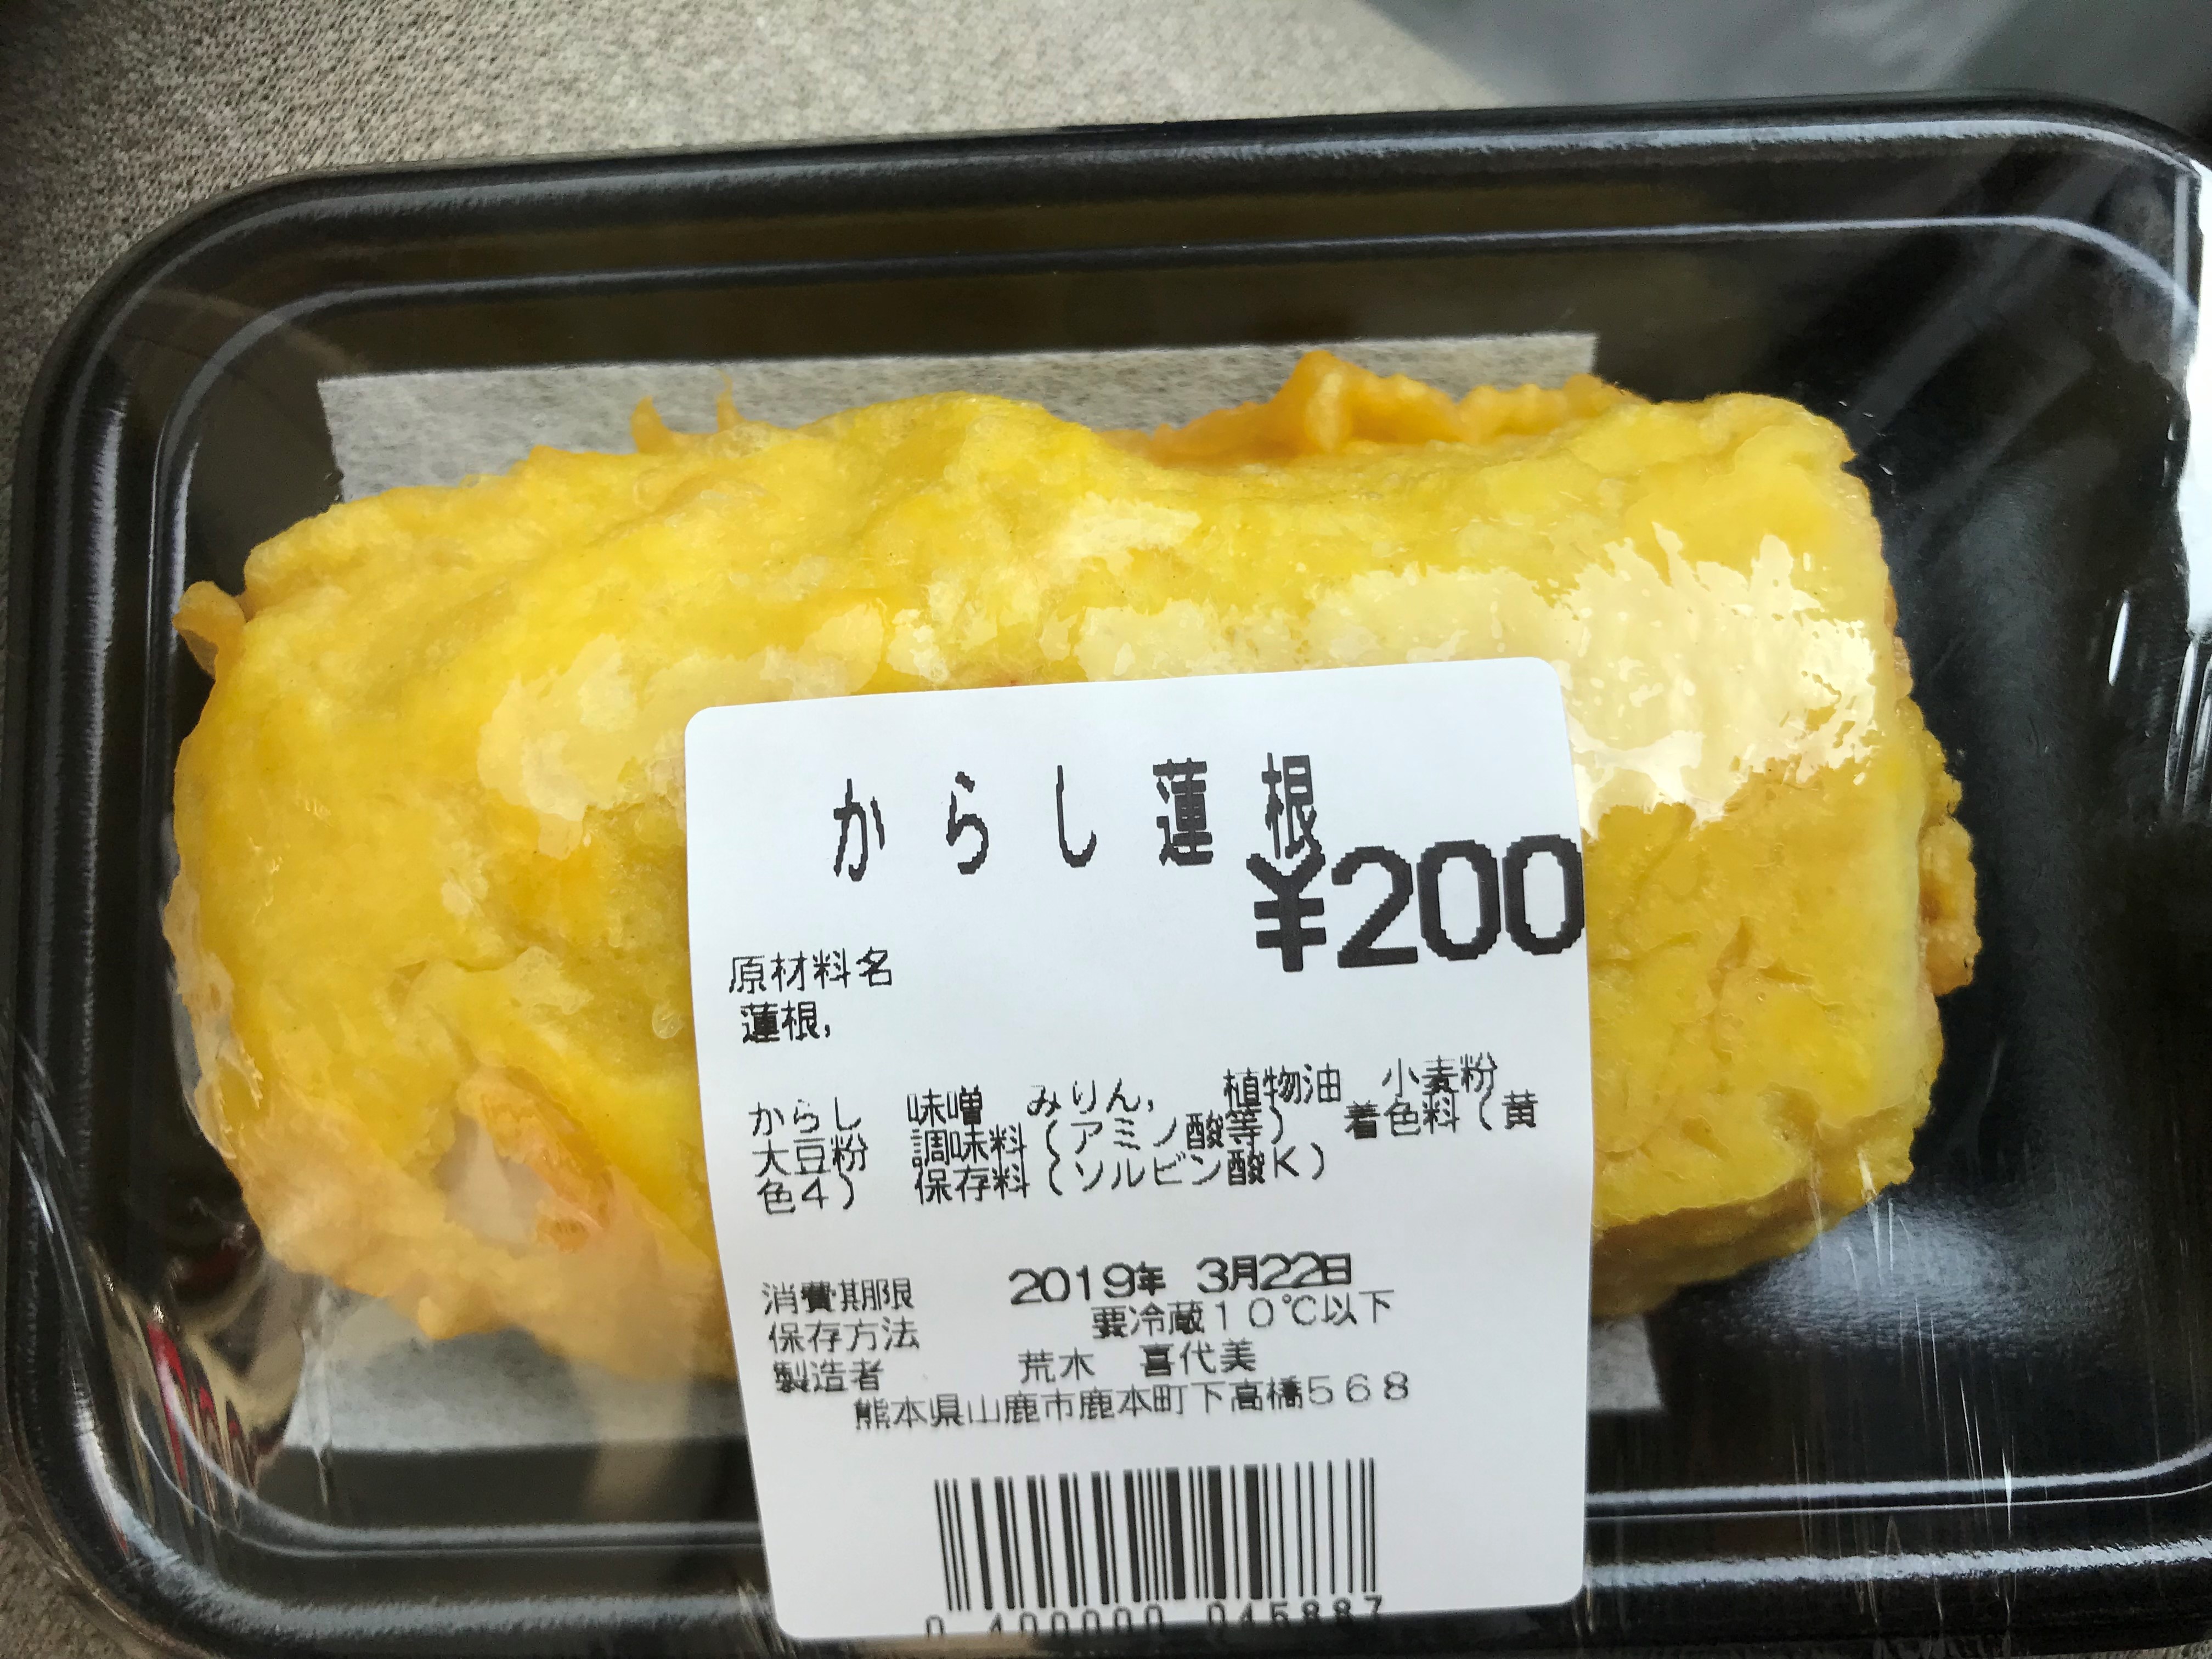 からし蓮根
¥200
原材料名
蓮根,
からし 味噌 みりん, 植物油 小麦粉
大豆粉 調味料(アミノ酸等) 着色料(黄
色4) 保存料(ソルビン酸K)
消費期限 2019年 3月22日
保存方法 要冷蔵10℃以下
製造者 荒木 喜代美
熊本県山鹿市鹿本町下高橋568
0 400000 045887